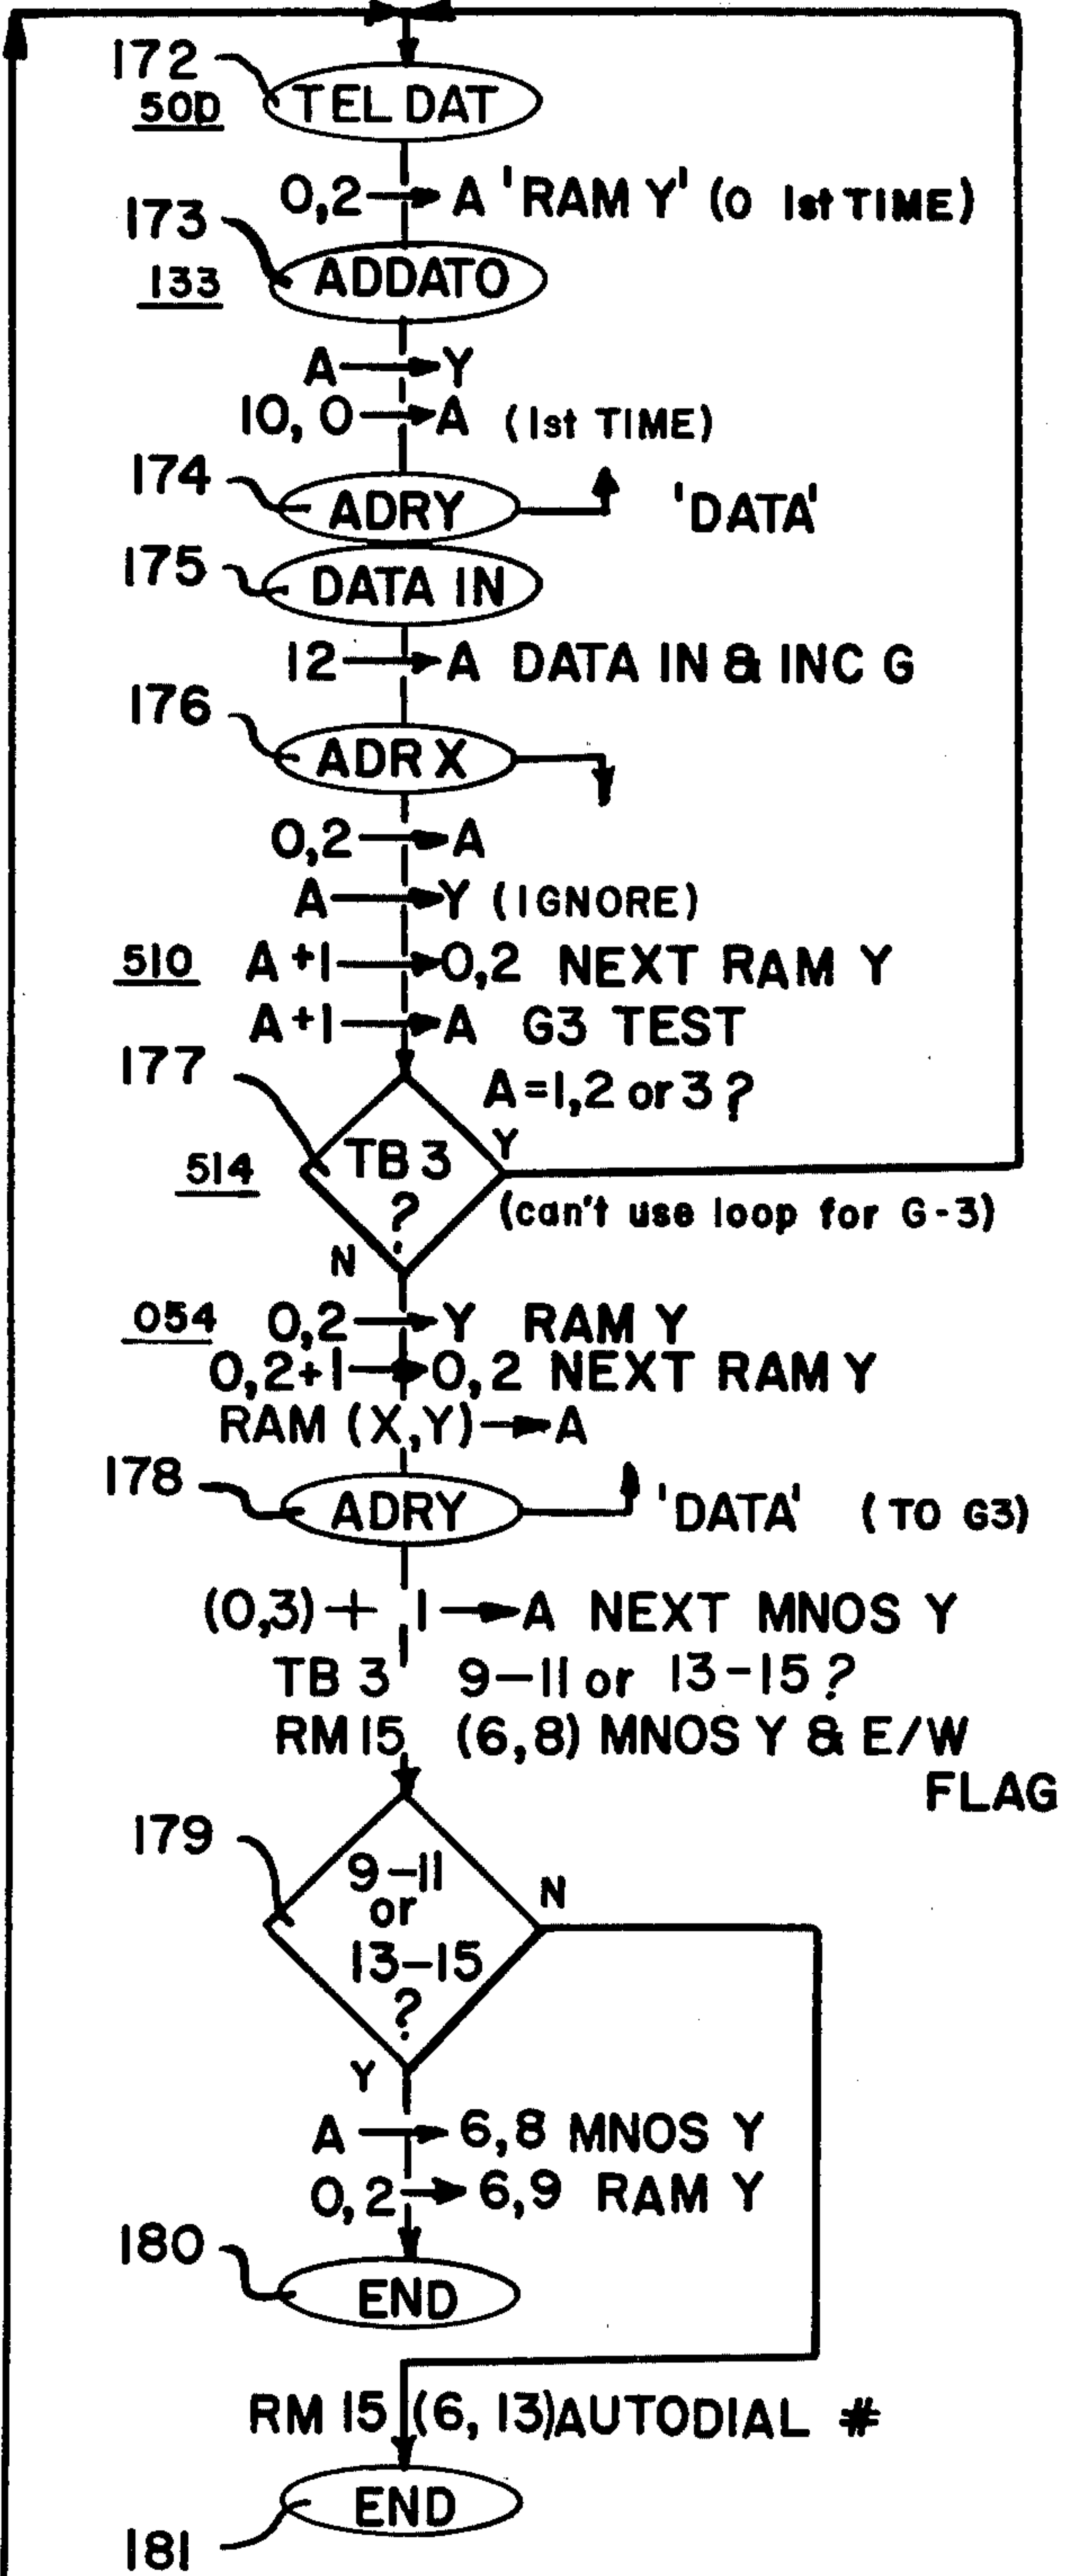 172 TEL DAT
50D
0,2 A 'RAM Y' (0 1st TIME)
173 ADDATO
133
A Y
10, 0 A (1st TIME)
174 ADRY 'DATA'
175 DATA IN
12 A DATA IN & INC G
176 ADR X
0,2 A
A Y (IGNORE)
510 A+1 0,2 NEXT RAM Y
A+1 A G3 TEST
177 A=1,2 or 3?
514 TB 3 Y
? (can't use loop for G-3)
N
054 0,2 Y RAM Y
0,2+1 0,2 NEXT RAM Y
RAM (X,Y) A
178 ADRY 'DATA' (TO G3)
(0,3)+ 1 A NEXT MNOS Y
TB 3 9-11 or 13-15?
RM 15 (6,8) MNOS Y & E/W
FLAG
179 9-11 N
or
13-15
?
Y
A 6,8 MNOS Y
0,2 6,9 RAM Y
180 END
RM 15 (6, 13) AUTODIAL #
END
181